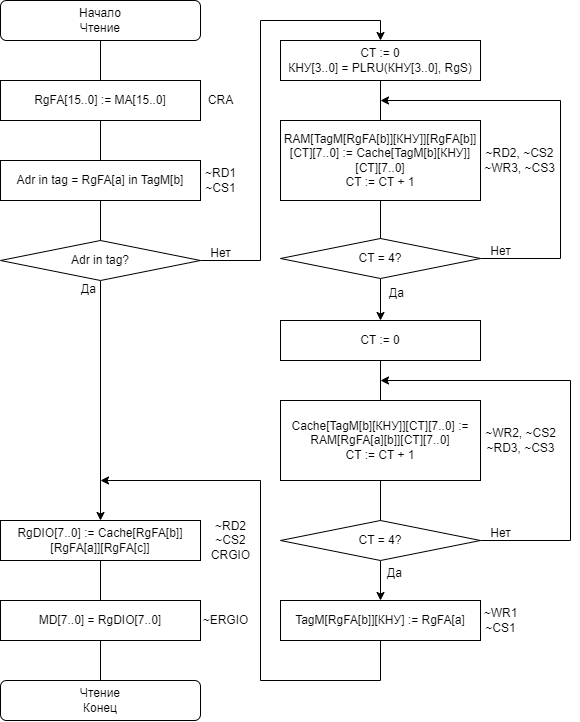 Начало
Чтение
RgFA[15..0] := MA[15..0]
CRA
Adr in tag = RgFA[a] in TagM[b]
~RD1
~CS1
Adr in tag?
Нет
Да
CT := 0
КНУ[3..0] = PLRU(КНУ[3..0], RgS)
RAM[TagM[RgFA[b]][КНУ]][RgFA[b]]
[CT][7..0] := Cache[TagM[b][КНУ]]
[CT][7..0]
CT := CT + 1
~RD2, ~CS2
~WR3, ~CS3
CT = 4?
Нет
Да
CT := 0
Cache[TagM[b][КНУ]][CT][7..0] :=
RAM[RgFA[a][b]][CT][7..0]
CT := CT + 1
~WR2, ~CS2
~RD3, ~CS3
CT = 4?
Нет
Да
TagM[RgFA[b]][КНУ] := RgFA[a]
~WR1
~CS1
RgDIO[7..0] := Cache[RgFA[b]]
[RgFA[a]][RgFA[c]]
~RD2
~CS2
CRGIO
MD[7..0] = RgDIO[7..0]
~ERGIO
Чтение
Конец